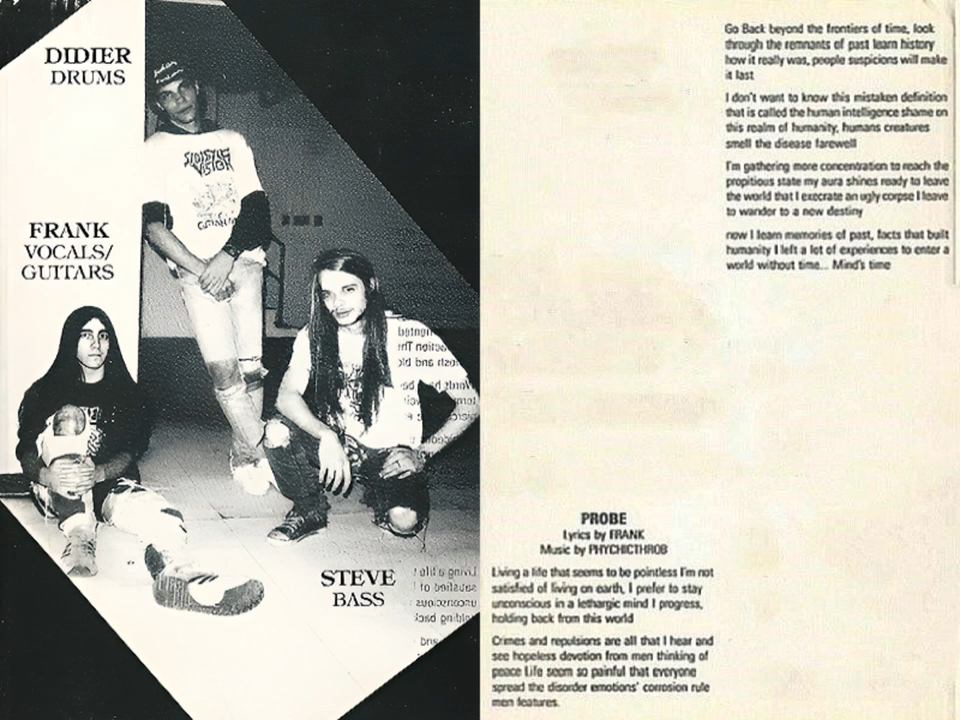 DIDIER
DRUMS
SINISTER
VISION
FRANK
VOCALS/
GUITARS
STEVE
BASS
Go Back beyond the frontiers of time, look
through the remnants of past learn history
how it really was, people suspicions will make
it last
I don't want to know this mistaken definition
that is called the human intelligence shame on
this realm of humanity, humans creatures
smell the disease farewell
I'm gathering more concentration to reach the
propitious state my aura shines ready to leave
the world that I execrate an ugly corpse I leave
to wander to a new destiny
now I learn memories of past, facts that built
humanity I left a lot of experiences to enter a
world without time... Mind's time
PROBE
Lyrics by FRANK
Music by PHYCHICTHROB
Living a life that seems to be pointless I'm not
satisfied of living on earth, I prefer to stay
unconscious in a lethargic mind I progress,
holding back from this world
Crimes and repulsions are all that I hear and
see hopeless devotion from men thinking of
peace Life seem so painful that everyone
spread the disorder emotions' corrosion rule
men features.